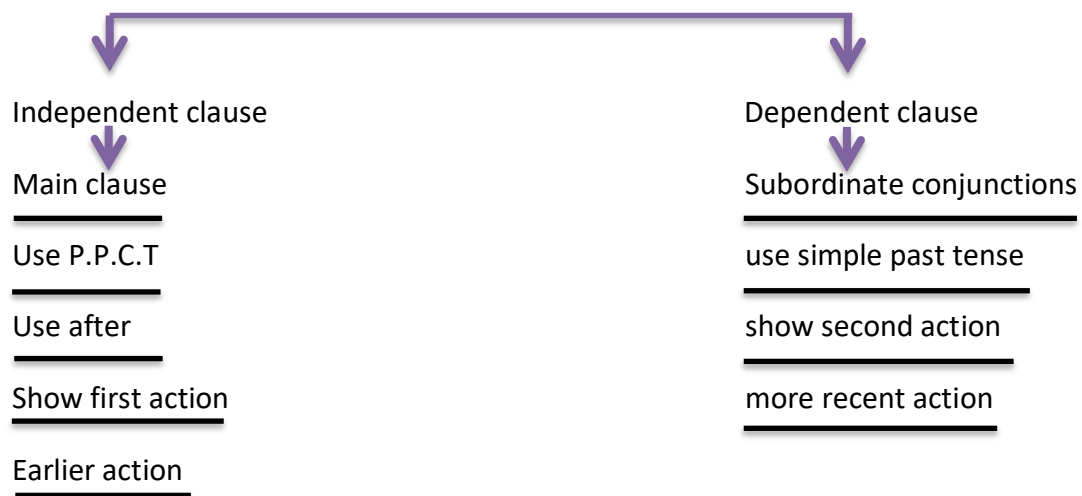 Independent clause
Main clause
Use P.P.C.T
Use after
Show first action
Earlier action
Dependent clause
Subordinate conjunctions
use simple past tense
show second action
more recent action